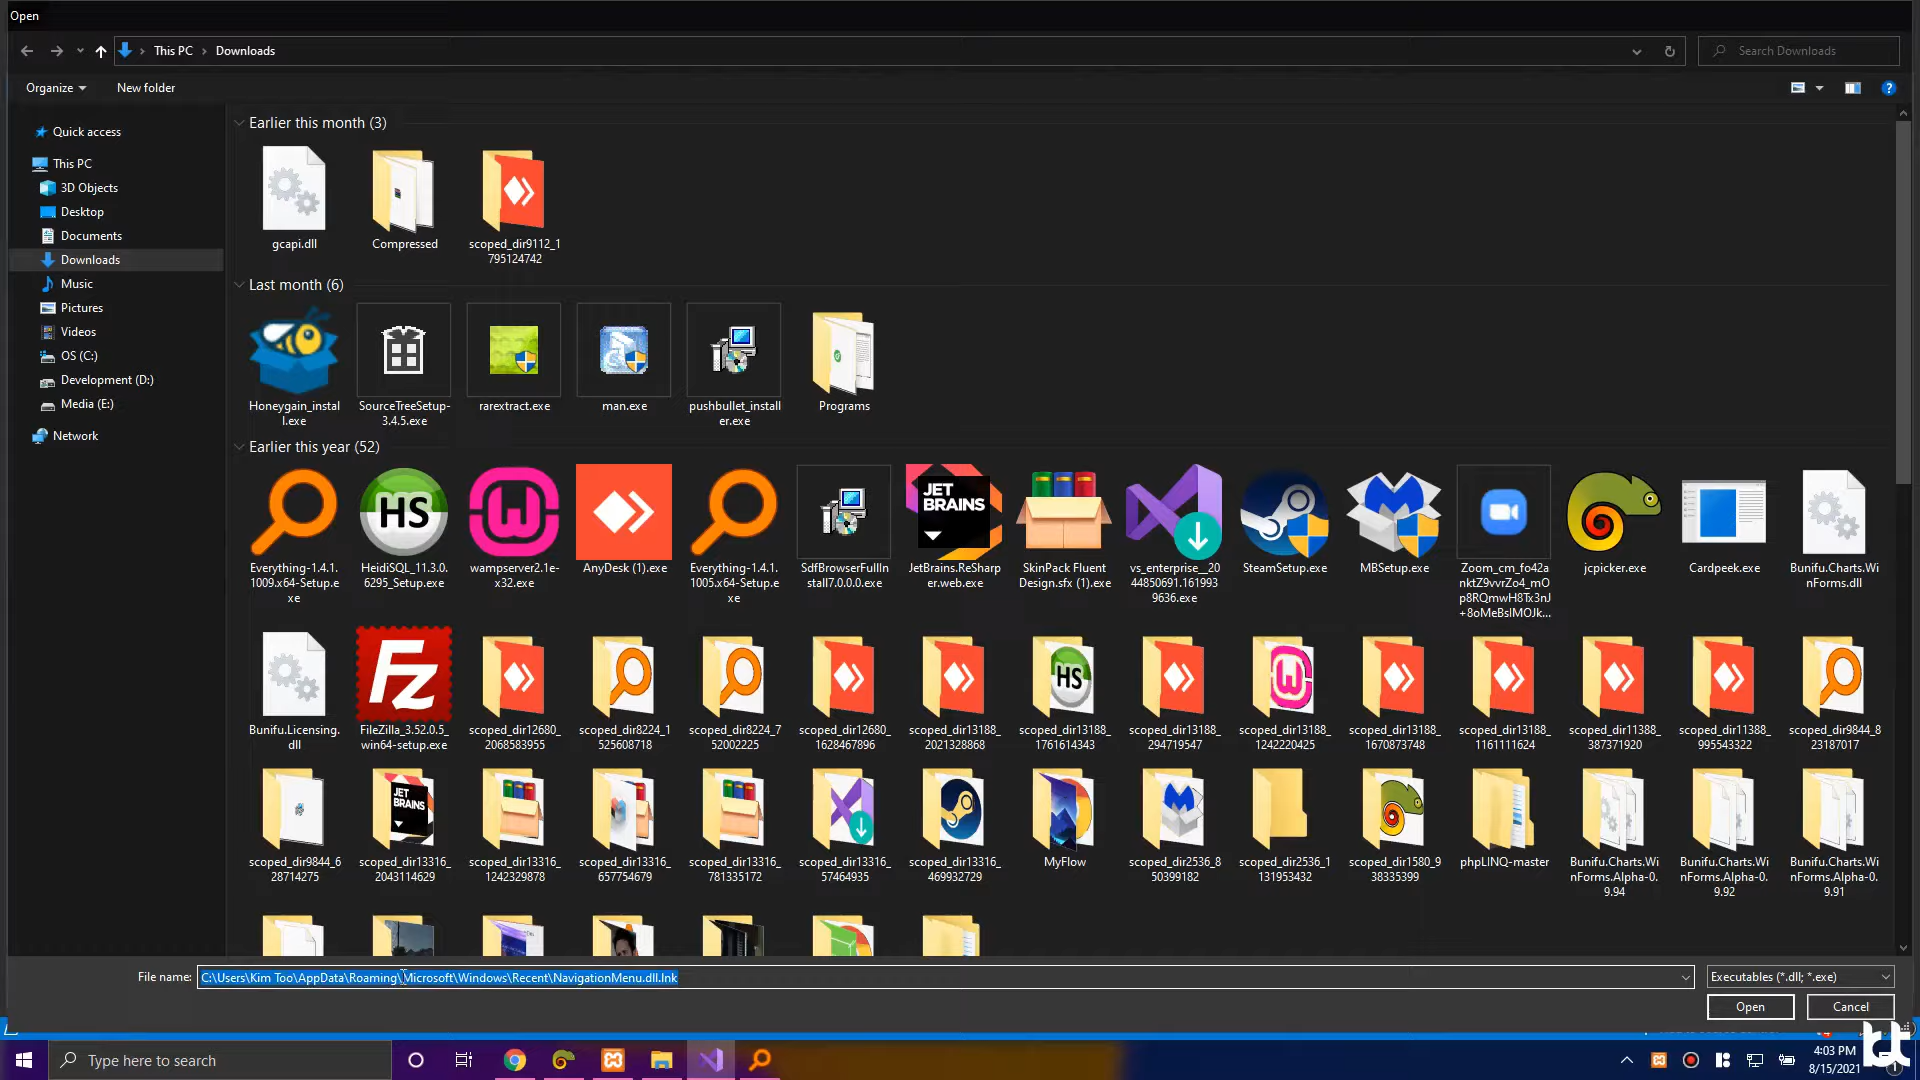 Open
This PC
Downloads
Search Downloads
Organize
New folder
Quick access
This PC
3D Objects
Desktop
Documents
Downloads
Music
Pictures
Videos
OS (C:)
Development (D:)
Media (E:)
Network
Earlier this month (3)
gcapi.dll
Compressed
scoped_dir9112_1
795124742
Last month (6)
Honeygain_instal
l.exe
SourceTreeSetup-
3.4.5.exe
rarextract.exe
man.exe
pushbullet_install
er.exe
Programs
Earlier this year (52)
HS
JET
BRAINS
Everything-1.4.1.
1009.x64-Setup.e
xe
HeidiSQL_11.3.0.
6295_Setup.exe
wampserver2.1e-
x32.exe
AnyDesk (1).exe
Everything-1.4.1.
1005.x64-Setup.e
xe
SdfBrowserFullIn
stall7.0.0.0.exe
JetBrains.ReSharp
er.web.exe
SkinPack Fluent
Design.sfx (1).exe
vs_enterprise__20
44850691.161993
9636.exe
SteamSetup.exe
MBSetup.exe
Zoom_cm_fo42a
nktZ9vvrZo4_mO
p8RQmwH8Tx3nJ
+8oMeBslMOJk...
jcpicker.exe
Cardpeek.exe
Bunifu.Charts.Wi
nForms.dll
Fz
HS
Bunifu.Licensing.
dll
FileZilla_3.52.0.5_
win64-setup.exe
scoped_dir12680_
2068583955
scoped_dir8224_1
525608718
scoped_dir8224_7
52002225
scoped_dir12680_
1628467896
scoped_dir13188_
2021328868
scoped_dir13188_
1761614343
scoped_dir13188_
294719547
scoped_dir13188_
1242220425
scoped_dir13188_
1670873748
scoped_dir13188_
1161111624
scoped_dir11388_
387371920
scoped_dir11388_
995543322
scoped_dir9844_8
23187017
JET
BRAINS
scoped_dir9844_6
28714275
scoped_dir13316_
2043114629
scoped_dir13316_
1242329878
scoped_dir13316_
657754679
scoped_dir13316_
781335172
scoped_dir13316_
57464935
scoped_dir13316_
469932729
MyFlow
scoped_dir2536_8
50399182
scoped_dir2536_1
131953432
scoped_dir1580_9
38335399
phpLINQ-master
Bunifu.Charts.Wi
nForms.Alpha-0.
9.94
Bunifu.Charts.Wi
nForms.Alpha-0.
9.92
Bunifu.Charts.Wi
nForms.Alpha-0.
9.91
File name:
C:\Users\Kim Too\AppData\Roaming\Microsoft\Windows\Recent\NavigationMenu.dll.lnk
Executables (*.dll; *.exe)
Open
Cancel
Type here to search
4:03 PM
8/15/2021